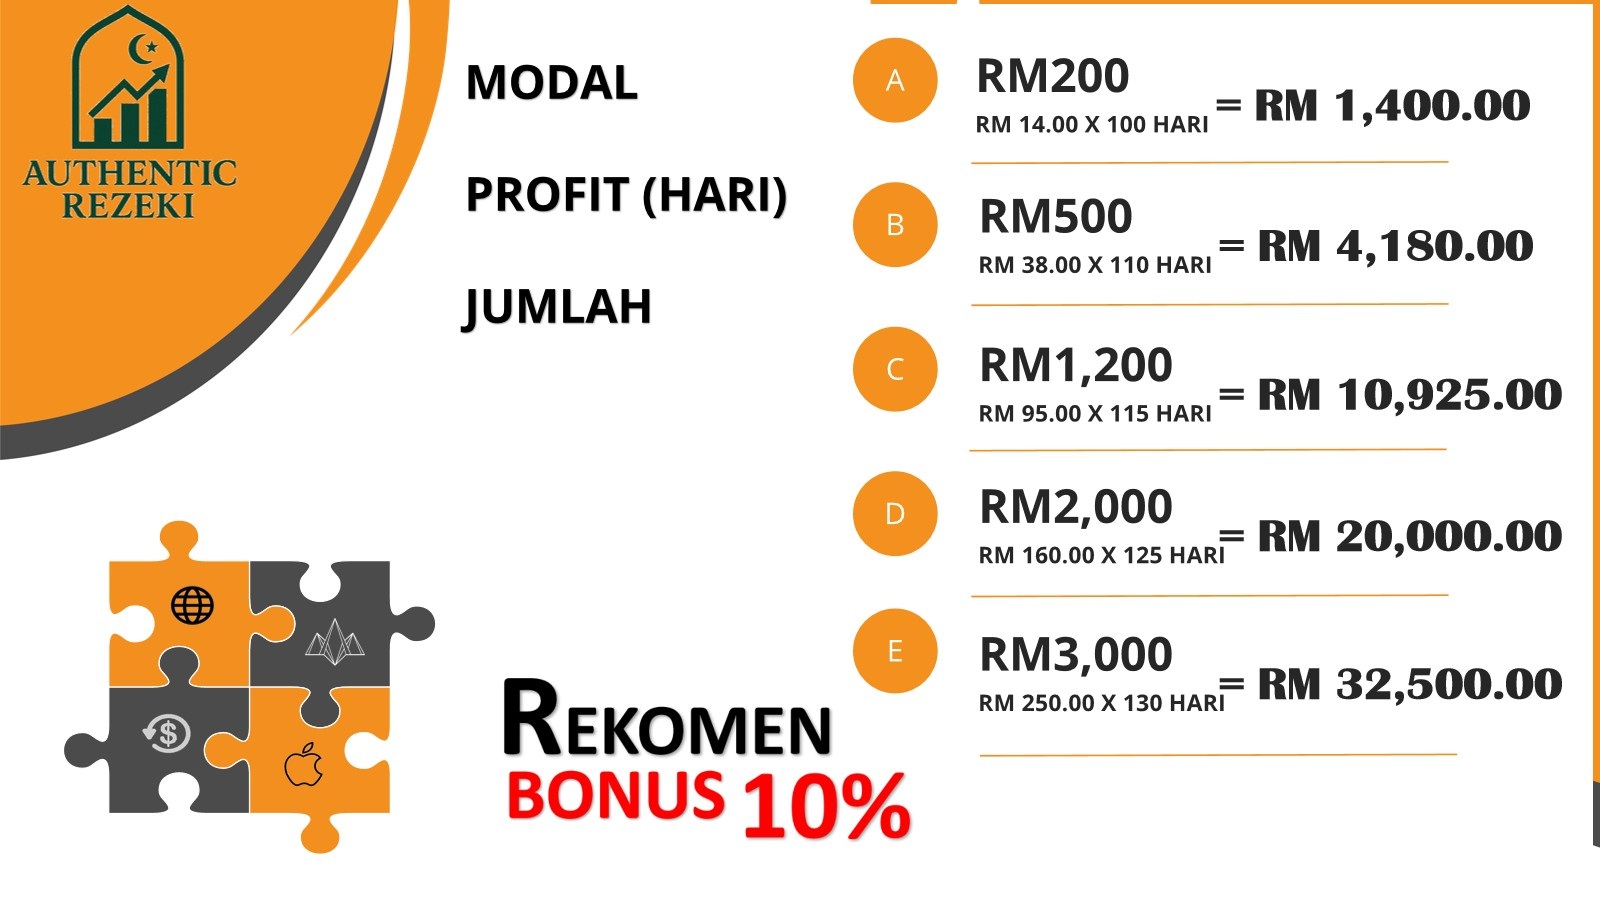 AUTHENTIC
REZEKI
MODAL
PROFIT (HARI)
JUMLAH
A
RM200
RM 14.00 X 100 HARI = RM 1,400.00
B
RM500
RM 38.00 X 110 HARI = RM 4,180.00
C
RM1,200
RM 95.00 X 115 HARI = RM 10,925.00
D
RM2,000
RM 160.00 X 125 HARI = RM 20,000.00
E
RM3,000
RM 250.00 X 130 HARI = RM 32,500.00
$
REKOMEN
BONUS 10%